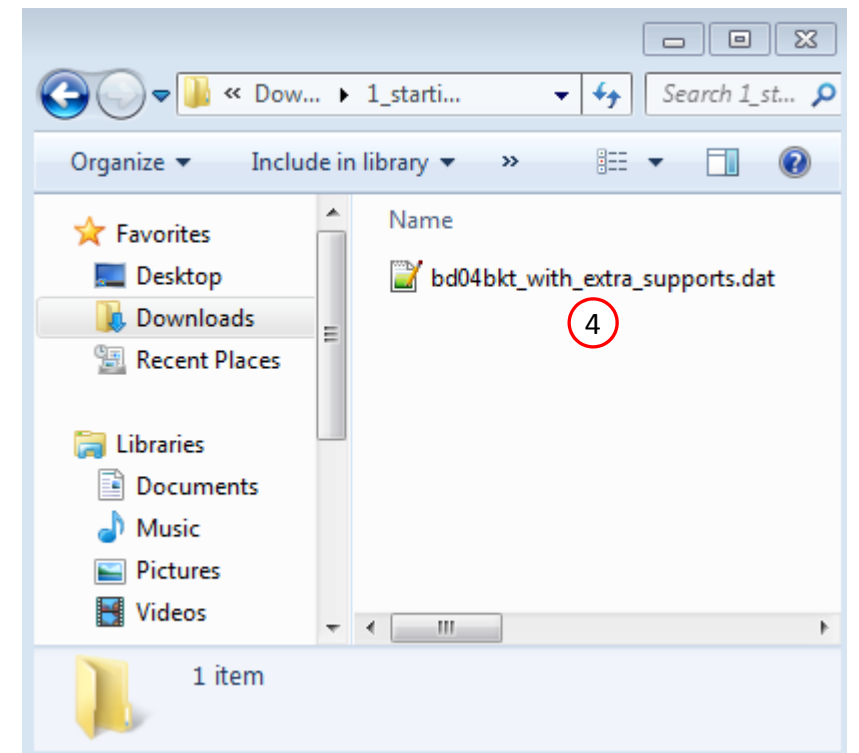 « Dow... 1_starti... Search 1_st...
Organize Include in library »
Favorites
Desktop
Downloads
Recent Places
Libraries
Documents
Music
Pictures
Videos
Name
bd04bkt_with_extra_supports.dat
4
1 item